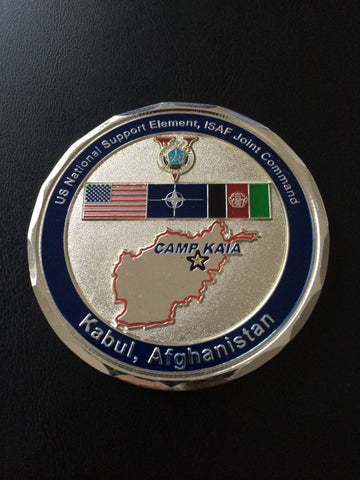 US National Support Element, ISAF Joint Command
CAMP KAIA
Kabul, Afghanistan